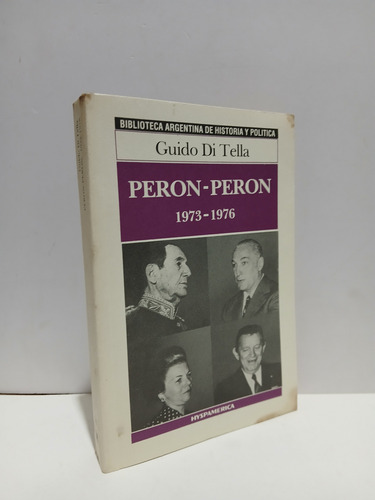 BIBLIOTECA ARGENTINA DE HISTORIA Y POLITICA
Guido Di Tella
PERON-PERON
1973-1976
HYSPAMERICA